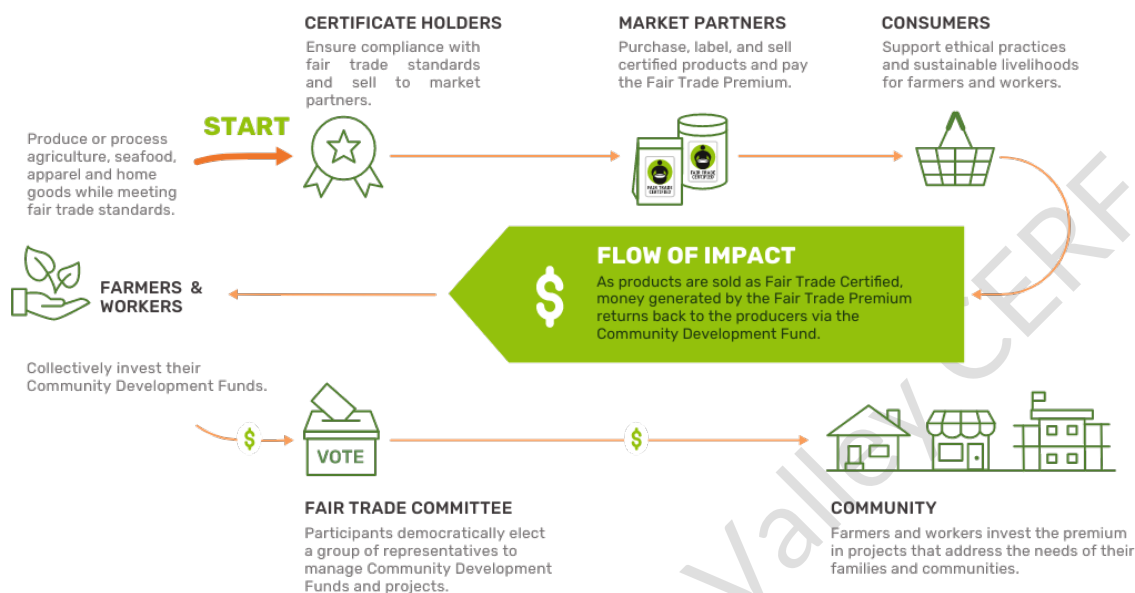 CERTIFICATE HOLDERS
Ensure compliance with
fair trade standards
and sell to market
partners.
MARKET PARTNERS
Purchase, label, and sell
certified products and pay
the Fair Trade Premium.
CONSUMERS
Support ethical practices
and sustainable livelihoods
for farmers and workers.
START
Produce or process
agriculture, seafood,
apparel and home
goods while meeting
fair trade standards.
FAIR TRADE
CERTIFIED
FAIR TRADE
CERTIFIED
FARMERS &
WORKERS
$
FLOW OF IMPACT
As products are sold as Fair Trade Certified,
money generated by the Fair Trade Premium
returns back to the producers via the
Community Development Fund.
Collectively invest their
Community Development Funds.
$
VOTE
$
FAIR TRADE COMMITTEE
Participants democratically elect
a group of representatives to
manage Community Development
Funds and projects.
COMMUNITY
Farmers and workers invest the premium
in projects that address the needs of their
families and communities.
Valley CERF